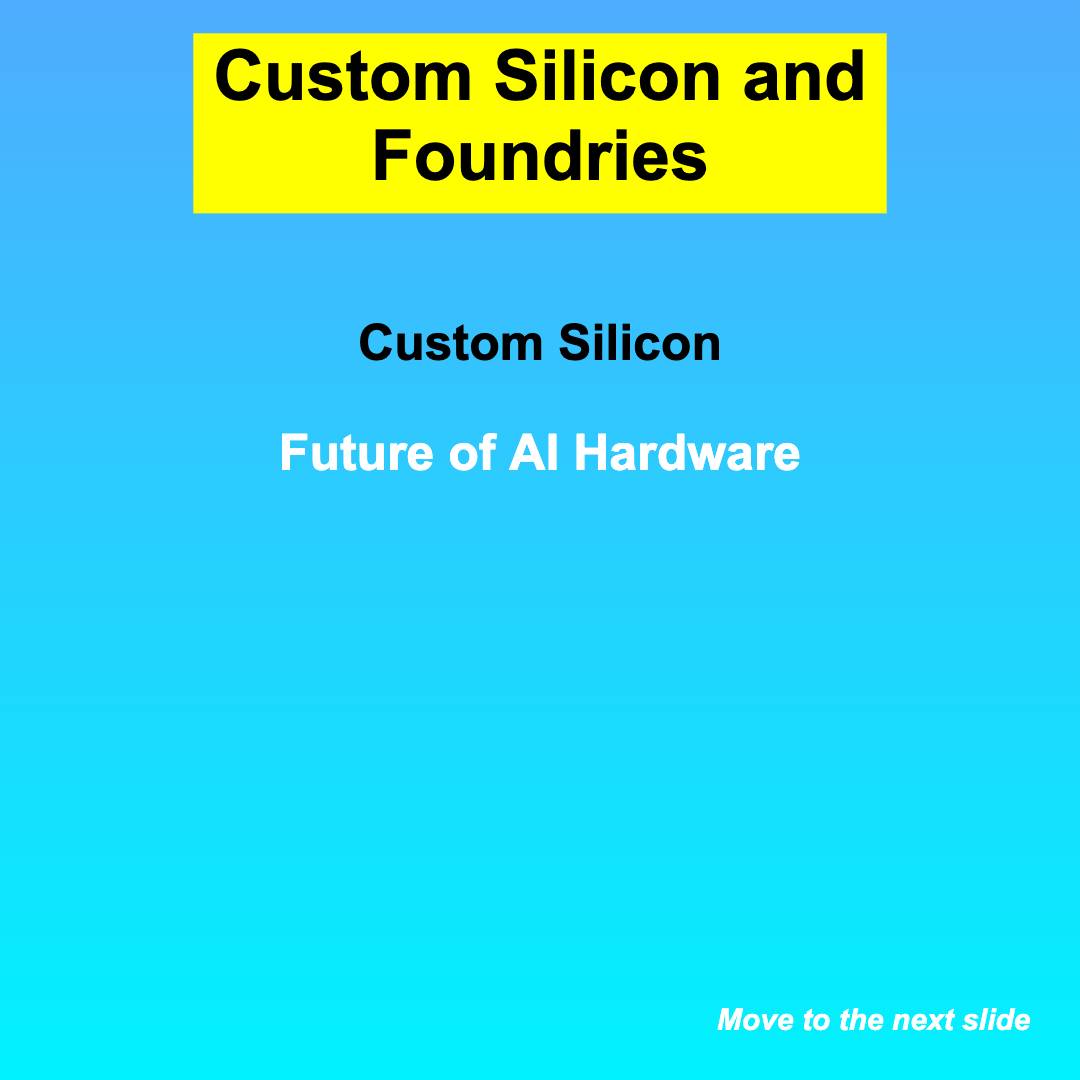 Custom Silicon and
Foundries
Custom Silicon
Future of AI Hardware
Move to the next slide